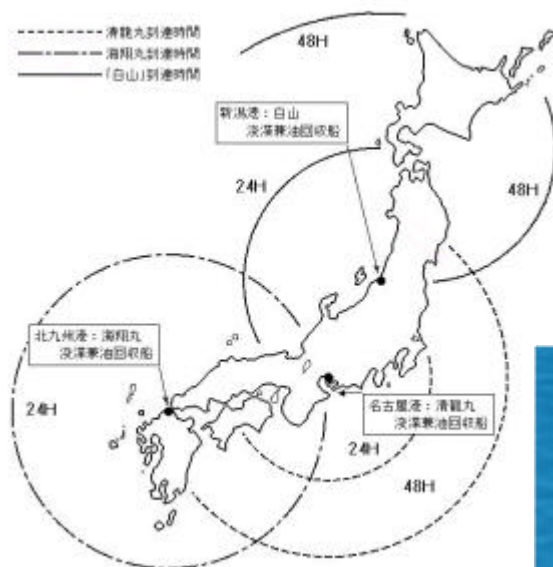 清龍丸到達時間
海翔丸到達時間
「白山」到達時間
48H
新潟港：白山
浚渫兼油回収船
24H
48H
北九州港：海翔丸
浚渫兼油回収船
24H
名古屋港：清龍丸
浚渫兼油回収船
24H
48H